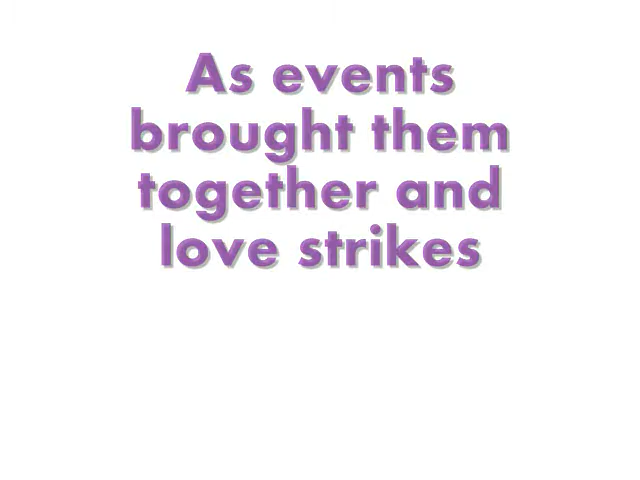 As events
brought them
together and
love strikes